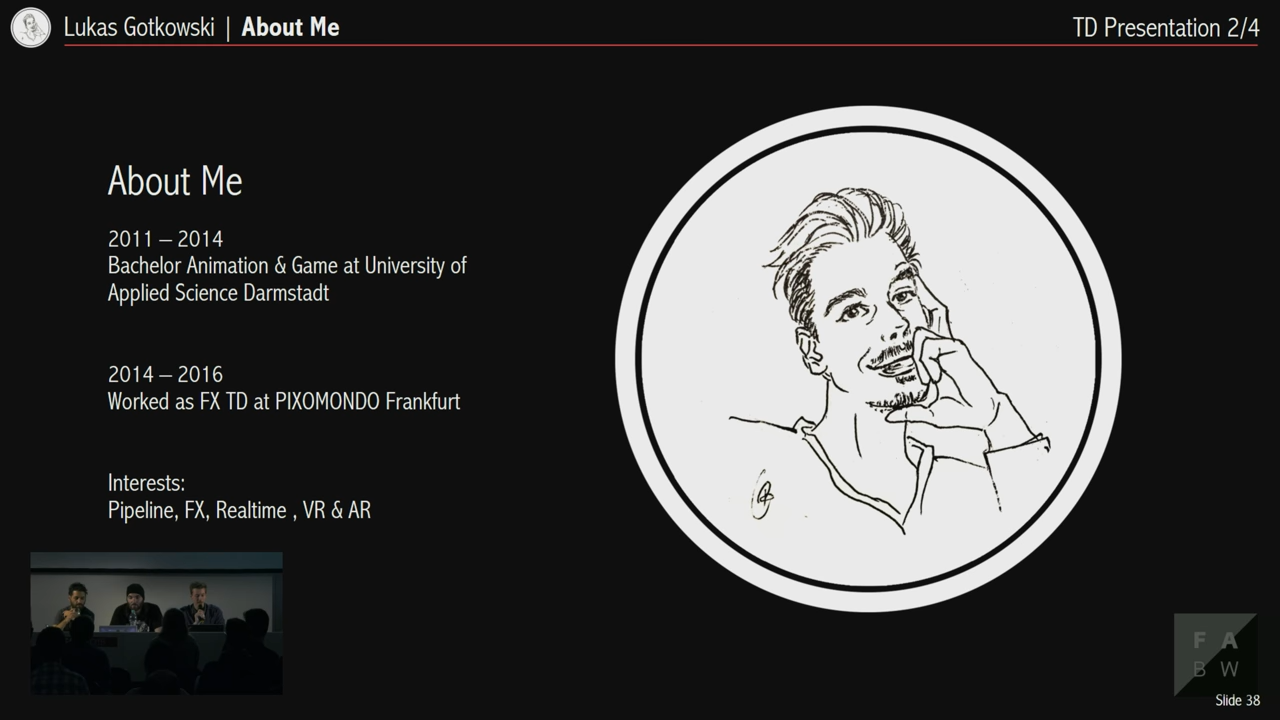 Lukas Gotkowski | About Me
TD Presentation 2/4
About Me
2011 – 2014
Bachelor Animation & Game at University of
Applied Science Darmstadt
2014 – 2016
Worked as FX TD at PIXOMONDO Frankfurt
Interests:
Pipeline, FX, Realtime , VR & AR
F A
B W
Slide 38